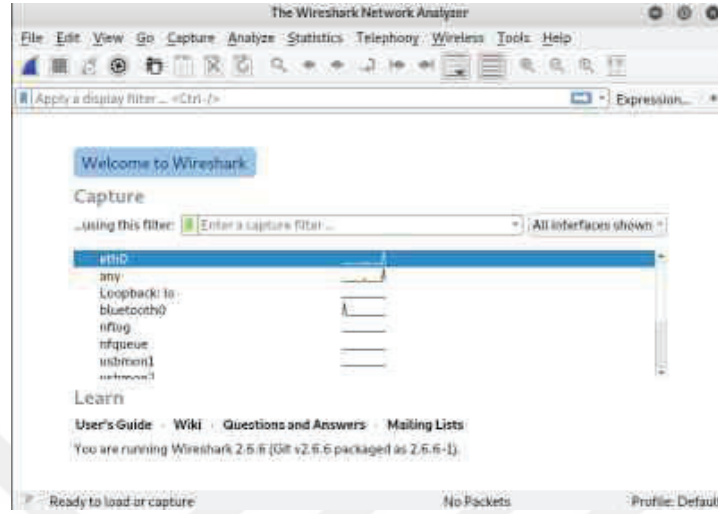 The Wireshark Network Analyzer
File Edit View Go Capture Analyze Statistics Telephony Wireless Tools Help
Apply a display filter ... <Ctrl-/>
Expression...
+
Welcome to Wireshark
Capture
...using this filter:
Enter a capture filter ...
All interfaces shown
eth0
any
Loopback: lo
bluetooth0
nflog
nfqueue
usbmon1
Learn
User's Guide · Wiki · Questions and Answers · Mailing Lists
You are running Wireshark 2.6.6 (Git v2.6.6 packaged as 2.6.6-1).
Ready to load or capture
No Packets
Profile: Default